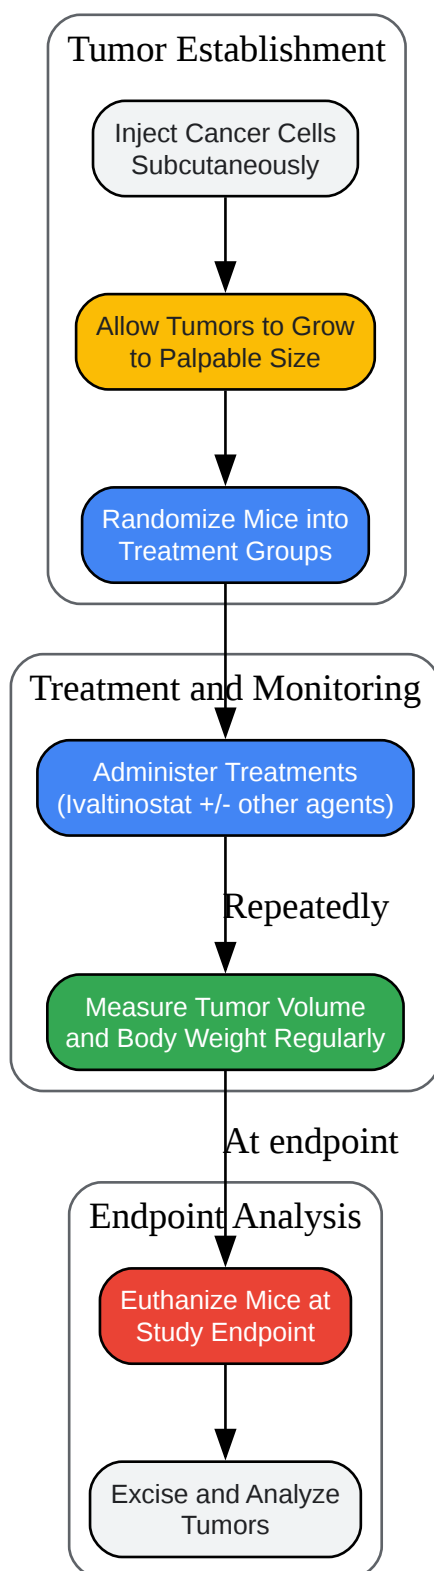 Tumor Establishment
Inject Cancer Cells
Subcutaneously
Allow Tumors to Grow
to Palpable Size
Randomize Mice into
Treatment Groups
Treatment and Monitoring
Administer Treatments
(Ivaltinostat +/- other agents)
Repeatedly
Measure Tumor Volume
and Body Weight Regularly
At endpoint
Endpoint Analysis
Euthanize Mice at
Study Endpoint
Excise and Analyze
Tumors